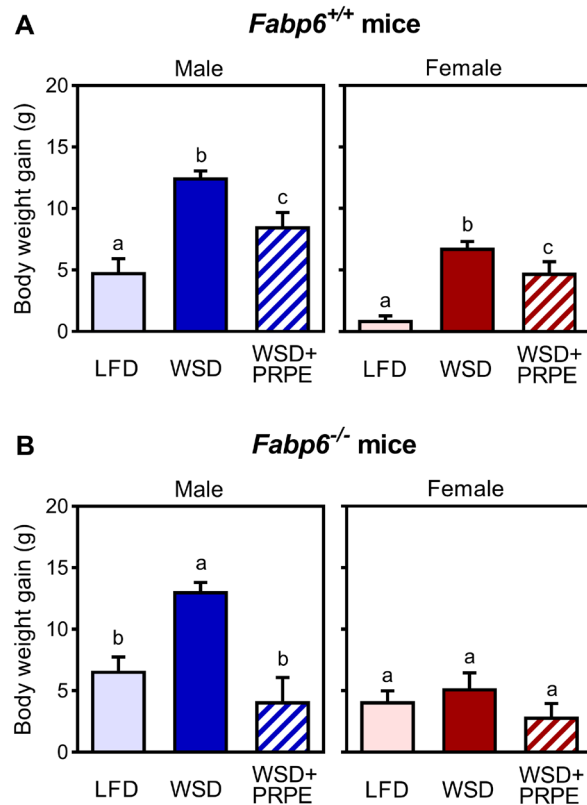 A Fabp6+/+ mice
Male Female
Body weight gain (g)
20
15
10
5
0
a b c a b c
LFD WSD WSD+ PRPE LFD WSD WSD+ PRPE
B Fabp6-/- mice
Male Female
Body weight gain (g)
20
15
10
5
0
b a b a a a
LFD WSD WSD+ PRPE LFD WSD WSD+ PRPE